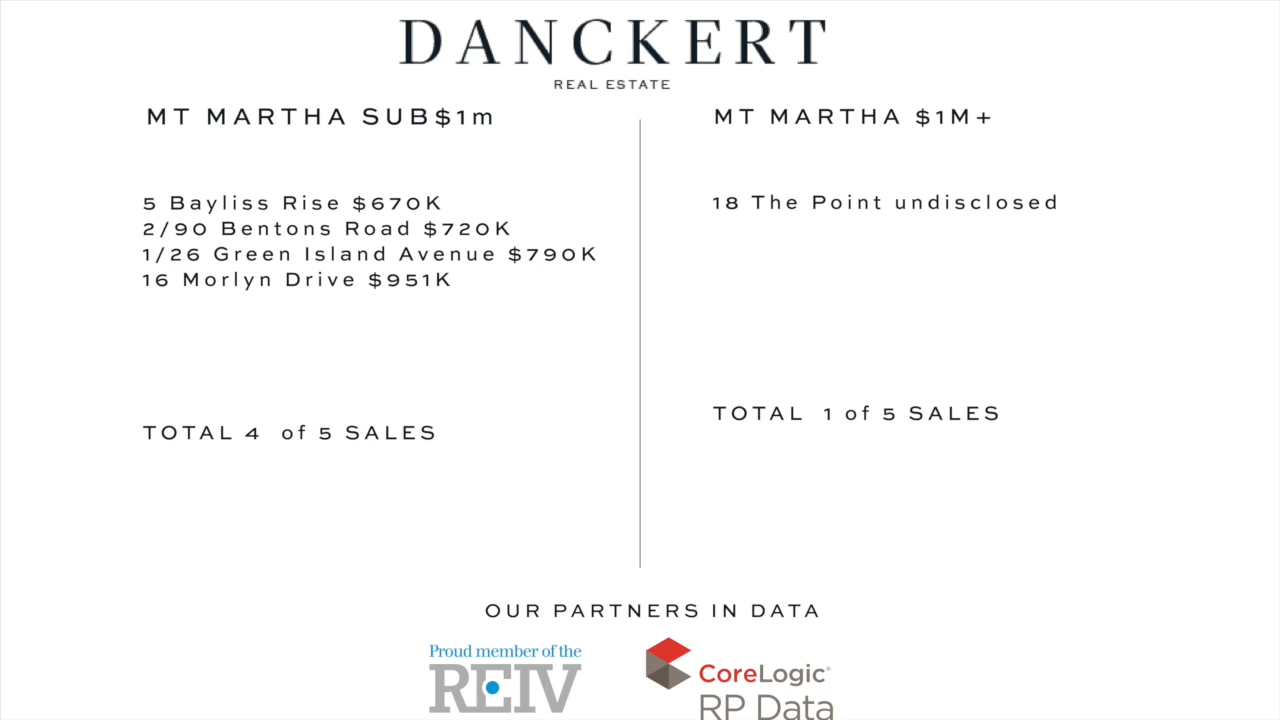 DANCKERT
REAL ESTATE
MT MARTHA SUB$1m
5 Bayliss Rise $670K
2/90 Bentons Road $720K
1/26 Green Island Avenue $790K
16 Morlyn Drive $951K
TOTAL 4 of 5 SALES
MT MARTHA $1M+
18 The Point undisclosed
TOTAL 1 of 5 SALES
OUR PARTNERS IN DATA
Proud member of the
REIV
CoreLogic®
RP Data